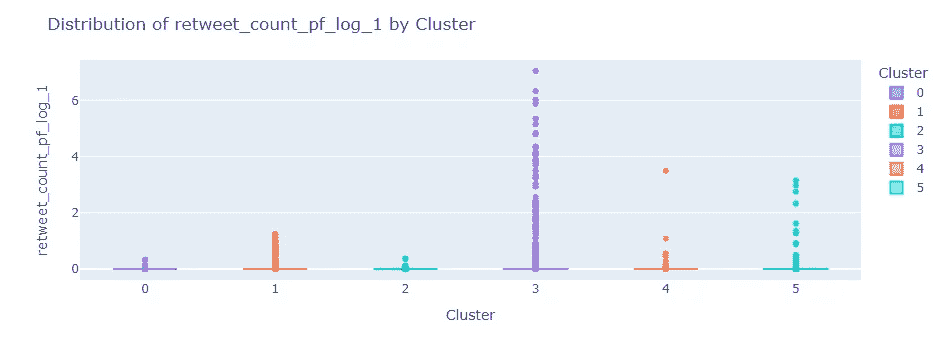 Distribution of retweet_count_pf_log_1 by Cluster
retweet_count_pf_log_1
6
4
2
0
0 1 2 3 4 5
Cluster
Cluster
0
1
2
3
4
5